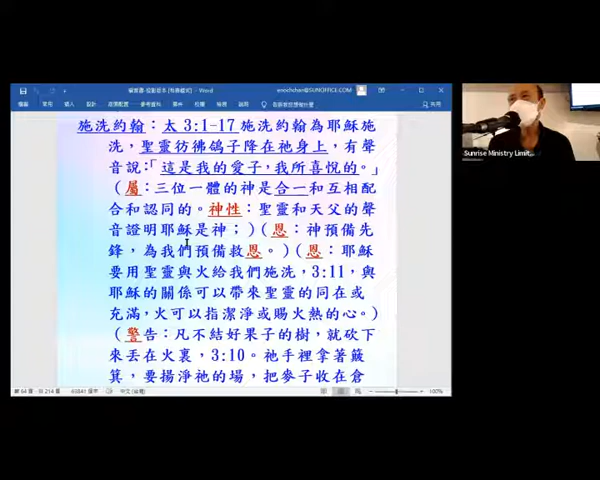 enochchan@SUNOFFICE.COM
施洗約翰：太 3:1-17施洗約翰為耶穌施
洗，聖靈彷彿鴿子降在祂身上，有聲
音說:「這是我的愛子，我所喜悅的。」
（屬：三位一體的神是合一和互相配
合和認同的。神性：聖靈和天父的聲
音證明耶穌是神；）（恩：神預備先
鋒，為我們預備救恩。）（恩：耶穌
要用聖靈與火給我們施洗，3:11，與
耶穌的關係可以帶來聖靈的同在或
充滿，火可以指潔淨或賜火熱的心。）
（警告：凡不結好果子的樹，就砍下
來丟在火裏，3:10。祂手裡拿著簸
箕，要揚淨祂的場，把麥子收在倉
100%
Sunrise Ministry Limit...